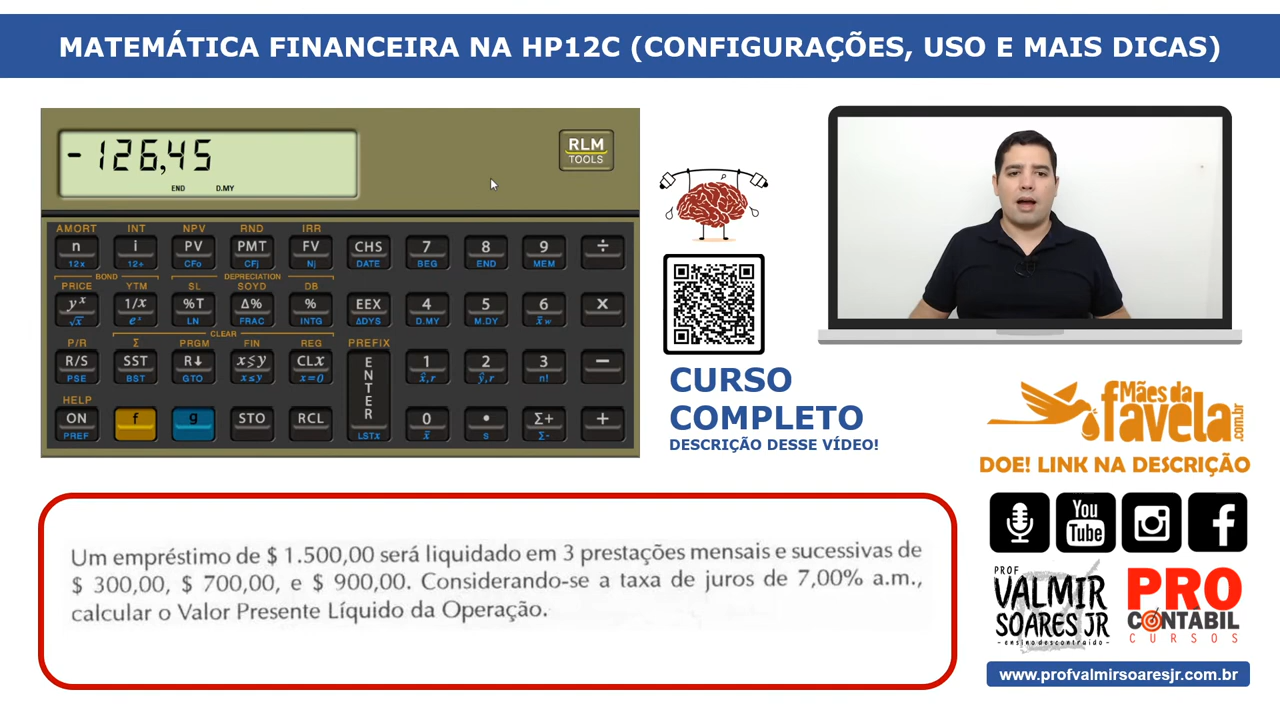 MATEMÁTICA FINANCEIRA NA HP12C (CONFIGURAÇÕES, USO E MAIS DICAS)
-126,45
END D.MY
RLM
TOOLS
AMORT INT NPV RND IRR
n i PV PMT FV CHS 7 8 9 ÷
12x 12÷ CFo CFj Nj DATE BEG END MEM
BOND DEPRECIATION
PRICE YTM SL SOYD DB
yˣ 1/x %T Δ% % EEX 4 5 6 X
√x eˣ LN FRAC INTG ΔDYS D.MY M.DY x̄w
CLEAR
P/R Σ PRGM FIN REG PREFIX
R/S SST R↓ x≶y CLx ENTER 1 2 3 −
PSE BST GTO x≤y x=0 x̂,r ŷ,r n!
HELP
ON f g STO RCL 0 • Σ+ +
PREF LSTx x̄ s Σ-
CURSO
COMPLETO
DESCRIÇÃO DESSE VÍDEO!
Mães da
favela.com.br
DOE! LINK NA DESCRIÇÃO
You
Tube
f
Um empréstimo de $ 1.500,00 será liquidado em 3 prestações mensais e sucessivas de
$ 300,00, $ 700,00, e $ 900,00. Considerando-se a taxa de juros de 7,00% a.m.,
calcular o Valor Presente Líquido da Operação.
PROF
VALMIR
SOARES JR
-ensino descontraído-
PRO
CONTÁBIL
CURSOS
www.profvalmirsoaresjr.com.br